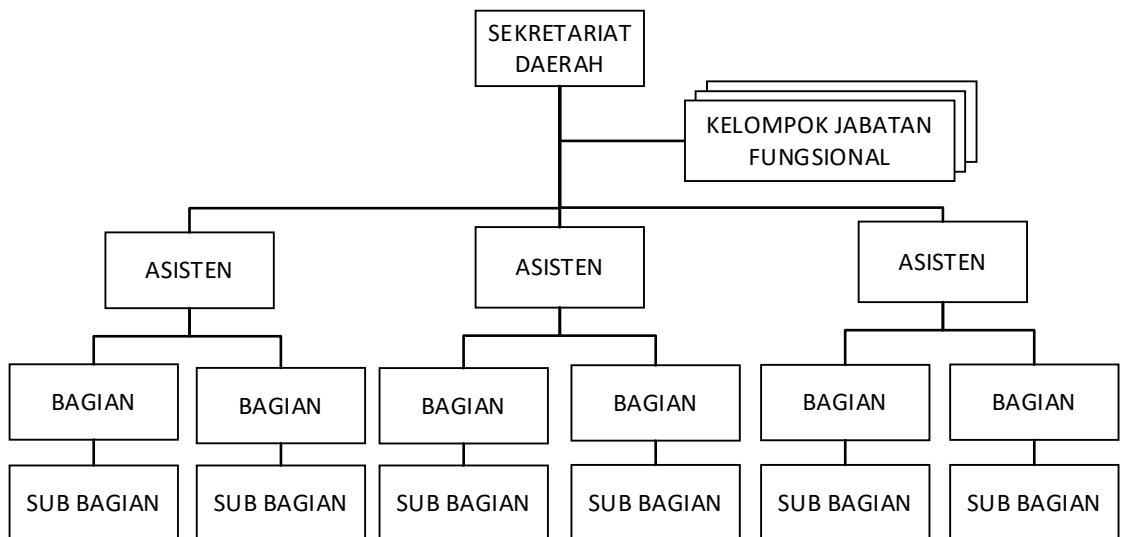 SEKRETARIAT
DAERAH
KELOMPOK JABATAN
FUNGSIONAL
ASISTEN
ASISTEN
ASISTEN
BAGIAN
BAGIAN
BAGIAN
BAGIAN
BAGIAN
BAGIAN
SUB BAGIAN
SUB BAGIAN
SUB BAGIAN
SUB BAGIAN
SUB BAGIAN
SUB BAGIAN